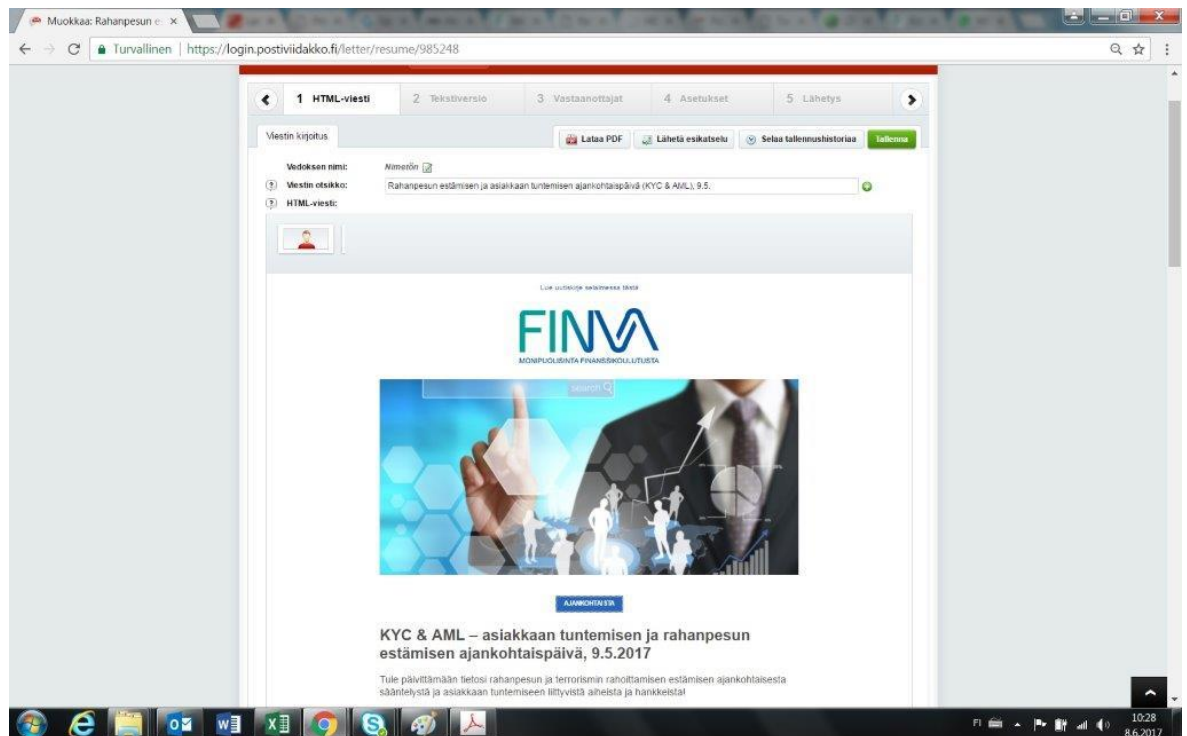 Muokkaa: Rahanpesun e
Turvallinen | https://login.postiviidakko.fi/letter/resume/985248
1 HTML-viesti 2 Tekstiversio 3 Vastaanottajat 4 Asetukset 5 Lähetys
Viestin kirjoitus Lataa PDF Lähetä esikatselu Selaa tallennushistoriaa Tallenna
Vedoksen nimi: Nimetön
Viestin otsikko: Rahanpesun estämisen ja asiakkaan tuntemisen ajankohtaispäivä (KYC & AML), 9.5.
HTML-viesti:
Lue uutiskirje selaimessa tästä
FINVA
MONIPUOLISINTA FINANSSIKOULUTUSTA
search
AJANKOHTAISTA
KYC & AML – asiakkaan tuntemisen ja rahanpesun
estämisen ajankohtaispäivä, 9.5.2017
Tule päivittämään tietosi rahanpesun ja terrorismin rahoittamisen estämisen ajankohtaisesta
sääntelystä ja asiakkaan tuntemiseen liittyvistä aiheista ja hankkeista!
FI 10:28
8.6.2017